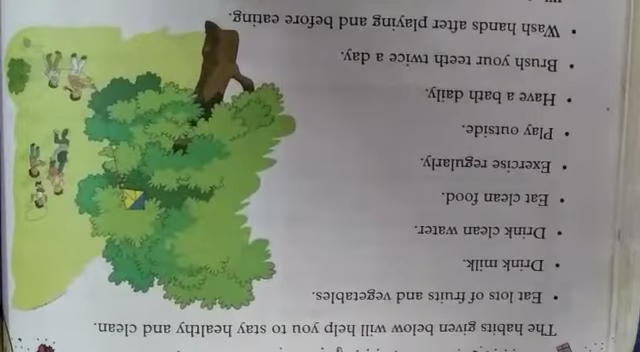 The habits given below will help you to stay healthy and clean.
• Eat lots of fruits and vegetables.
• Drink milk.
• Drink clean water.
• Eat clean food.
• Exercise regularly.
• Play outside.
• Have a bath daily.
• Brush your teeth twice a day.
• Wash hands after playing and before eating.